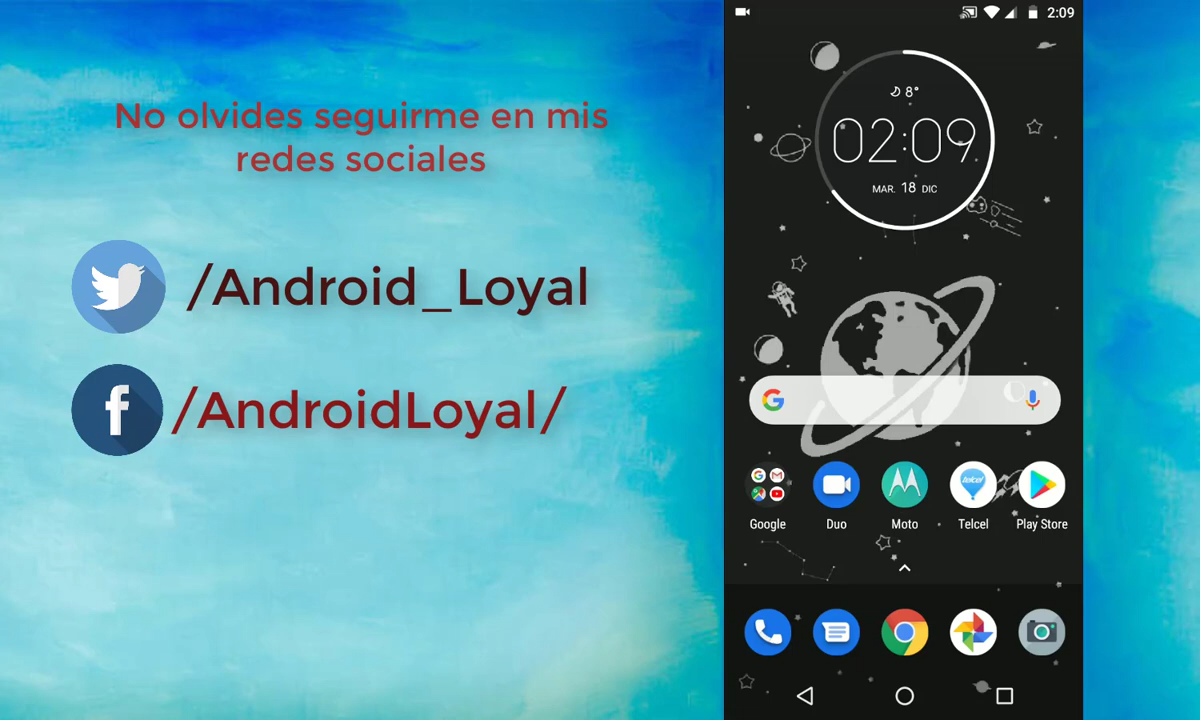 No olvides seguirme en mis
redes sociales
/Android_Loyal
/AndroidLoyal/
2:09
8°
02:09
MAR. 18 DIC
telcel
Google Duo Moto Telcel Play Store